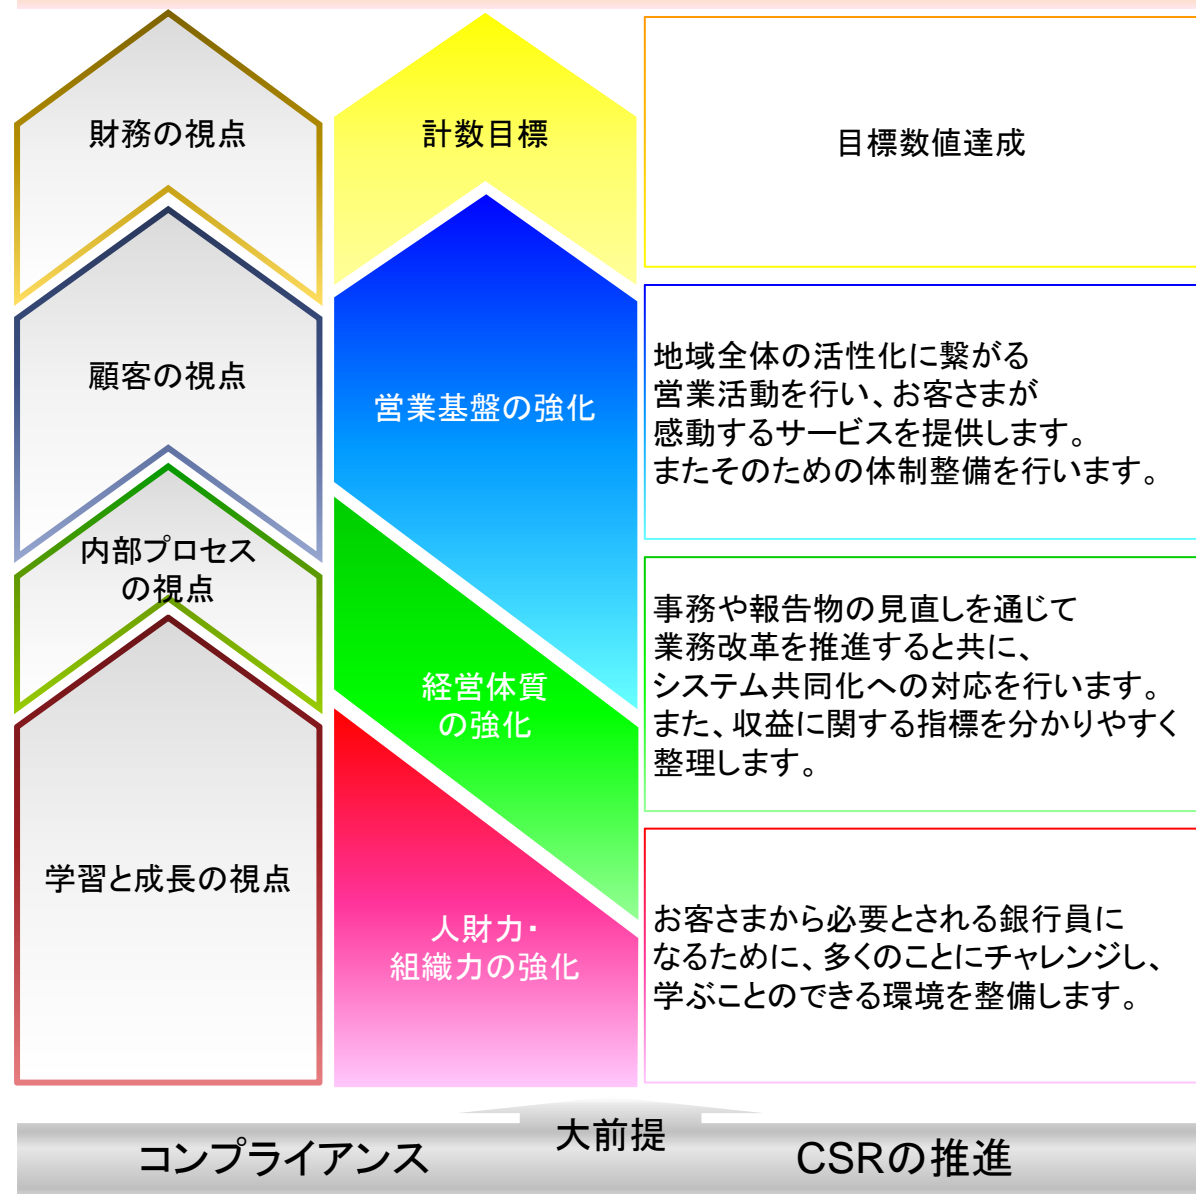 財務の視点
計数目標
目標数値達成
顧客の視点
営業基盤の強化
地域全体の活性化に繋がる
営業活動を行い、お客さまが
感動するサービスを提供します。
またそのための体制整備を行います。
内部プロセス
の視点
経営体質
の強化
事務や報告物の見直しを通じて
業務改革を推進すると共に、
システム共同化への対応を行います。
また、収益に関する指標を分かりやすく
整理します。
学習と成長の視点
人財力・
組織力の強化
お客さまから必要とされる銀行員に
なるために、多くのことにチャレンジし、
学ぶことのできる環境を整備します。
大前提
コンプライアンス
CSRの推進